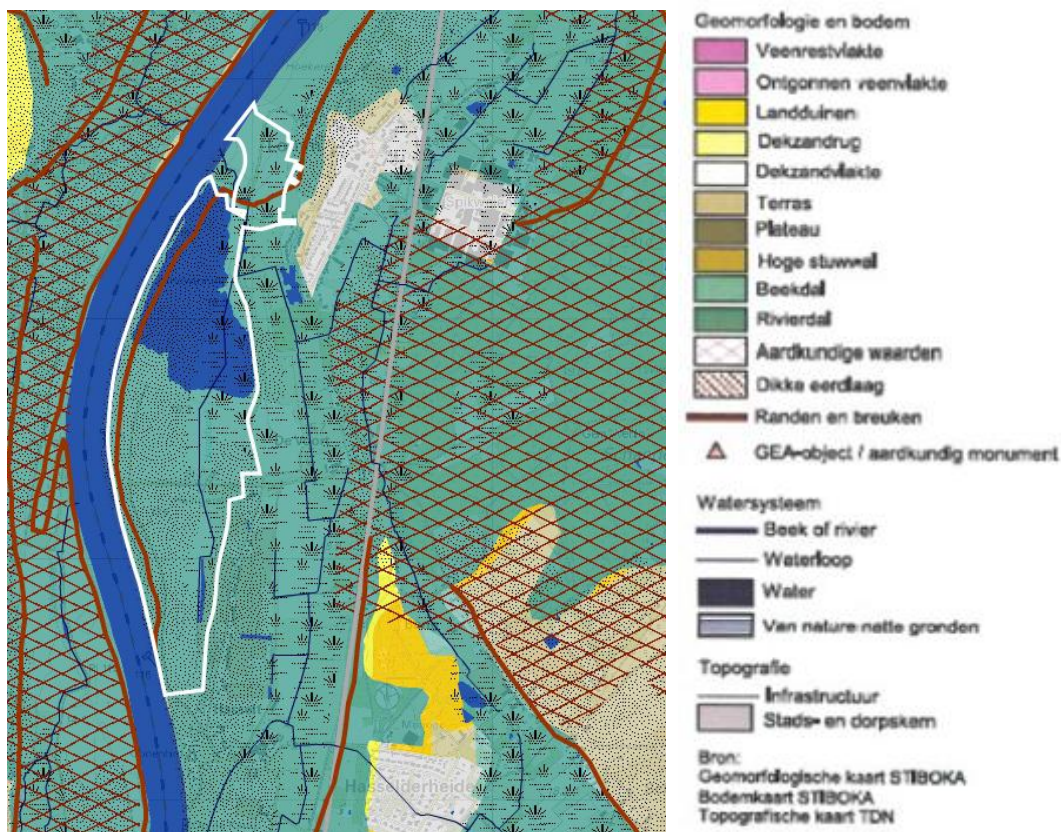 Spikw
Hasselderheide
Geomorfologie en bodem
Veenrestvlakte
Ontgonnen veenvlakte
Landduinen
Dekzandrug
Dekzandvlakte
Terras
Plateau
Hoge stuwwal
Beekdal
Rivierdal
Aardkundige waarden
Dikke eerdlaag
Randen en breuken
GEA-object / aardkundig monument
Watersysteem
Beek of rivier
Waterloop
Water
Van nature natte gronden
Topografie
Infrastructuur
Stads- en dorpskern
Bron:
Geomorfologische kaart STIBOKA
Bodemkaart STIBOKA
Topografische kaart TDN